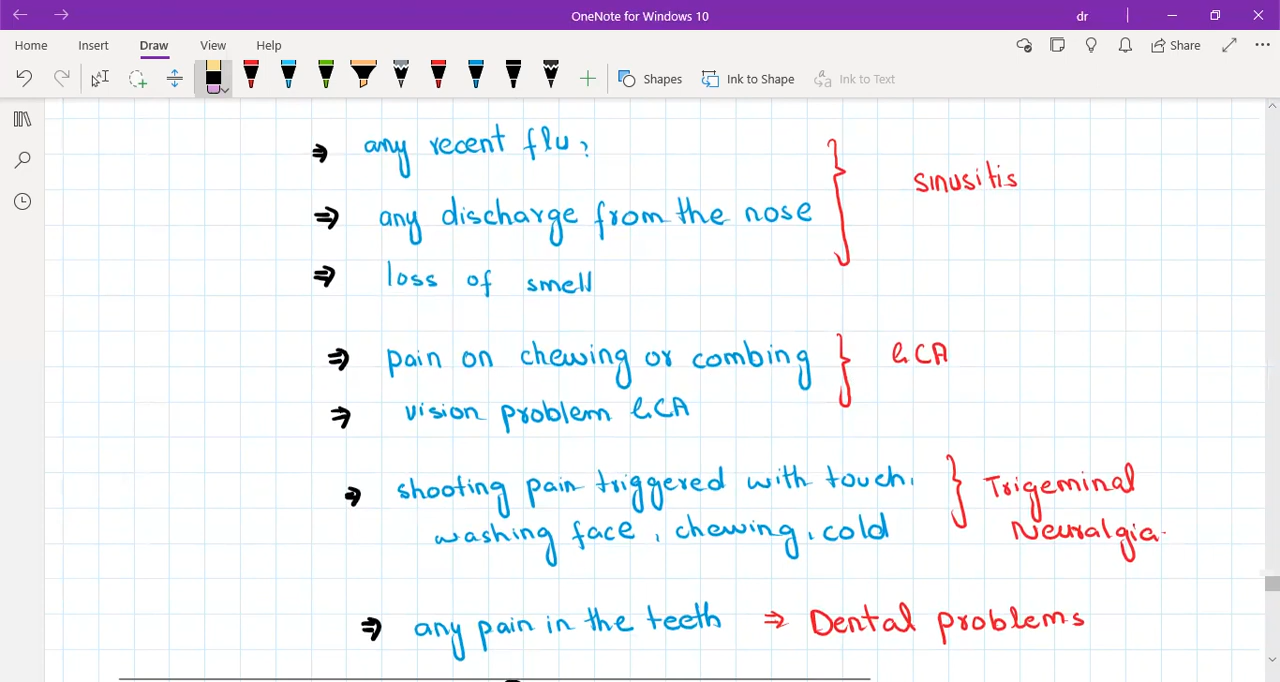 OneNote for Windows 10
dr
Home Insert Draw View Help
Share
Shapes Ink to Shape Ink to Text
⇒ any recent flu?
⇒ any discharge from the nose
⇒ loss of smell
} sinusitis
⇒ pain on chewing or combing
⇒ vision problem GCA
} GCA
⇒ shooting pain triggered with touch,
washing face, chewing, cold
} Trigeminal
Neuralgia.
⇒ any pain in the teeth ⇒ Dental problems